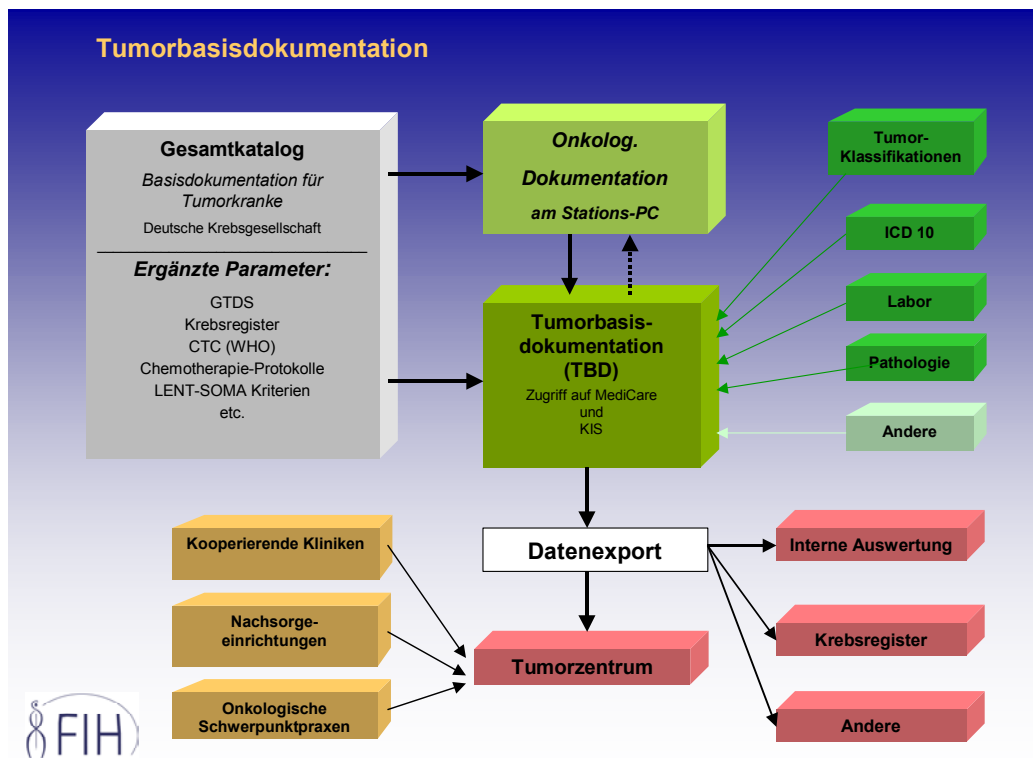 Tumorbasisdokumentation
Gesamtkatalog
Basisdokumentation für
Tumorkranke
Deutsche Krebsgesellschaft
Ergänzte Parameter:
GTDS
Krebsregister
CTC (WHO)
Chemotherapie-Protokolle
LENT-SOMA Kriterien
etc.
Onkolog.
Dokumentation
am Stations-PC
Tumorbasis-
dokumentation
(TBD)
Zugriff auf MediCare
und
KIS
Tumor-
Klassifikationen
ICD 10
Labor
Pathologie
Andere
Kooperierende Kliniken
Nachsorge-
einrichtungen
Onkologische
Schwerpunktpraxen
Datenexport
Tumorzentrum
Interne Auswertung
Krebsregister
Andere
FIH